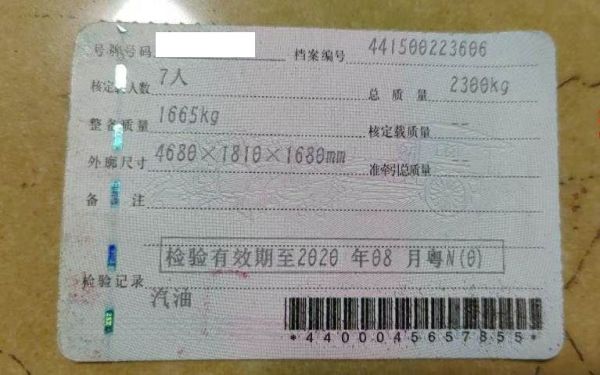 号牌号码 档案编号 441500223606
核定载人数 7人 总质量 2300kg
整备质量 1665kg 核定载质量 --
外廓尺寸 4680×1810×1680mm 准牵引总质量 --
备注
检验有效期至2020年08月粤N(0)
检验记录
汽油
*4400045657855*